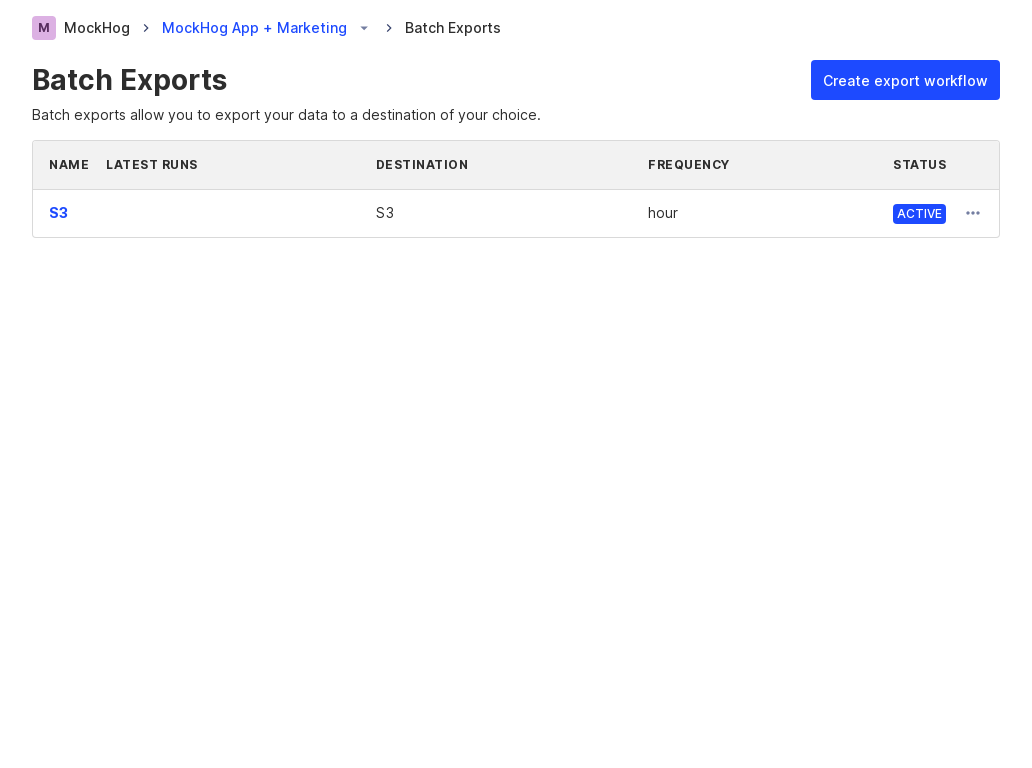 M MockHog MockHog App + Marketing Batch Exports
Batch Exports
Create export workflow
Batch exports allow you to export your data to a destination of your choice.
NAME LATEST RUNS DESTINATION FREQUENCY STATUS
S3 S3 hour ACTIVE